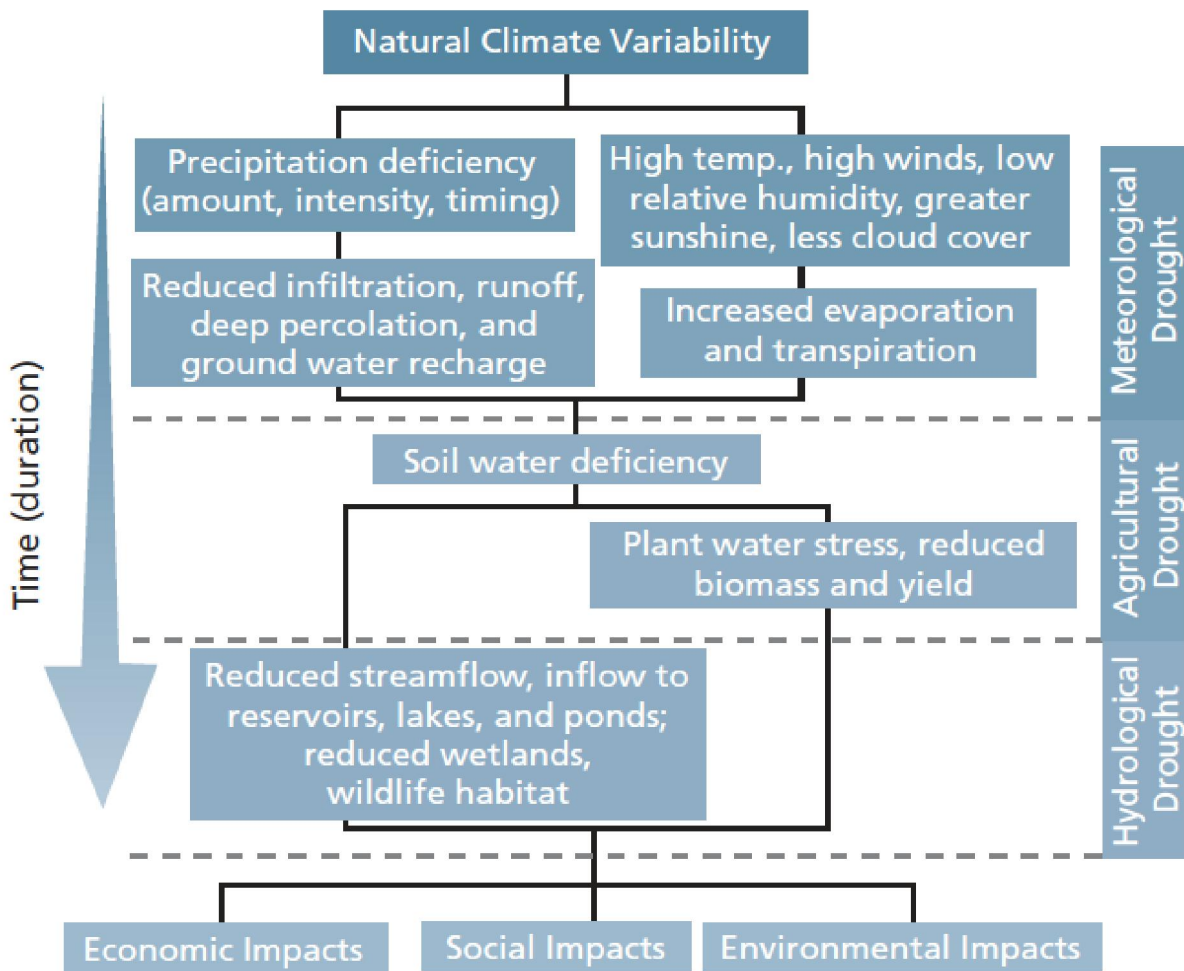 Natural Climate Variability
Precipitation deficiency
(amount, intensity, timing)
High temp., high winds, low
relative humidity, greater
sunshine, less cloud cover
Reduced infiltration, runoff,
deep percolation, and
ground water recharge
Increased evaporation
and transpiration
Meteorological
Drought
Time (duration)
Soil water deficiency
Plant water stress, reduced
biomass and yield
Agricultural
Drought
Reduced streamflow, inflow to
reservoirs, lakes, and ponds;
reduced wetlands,
wildlife habitat
Hydrological
Drought
Economic Impacts
Social Impacts
Environmental Impacts